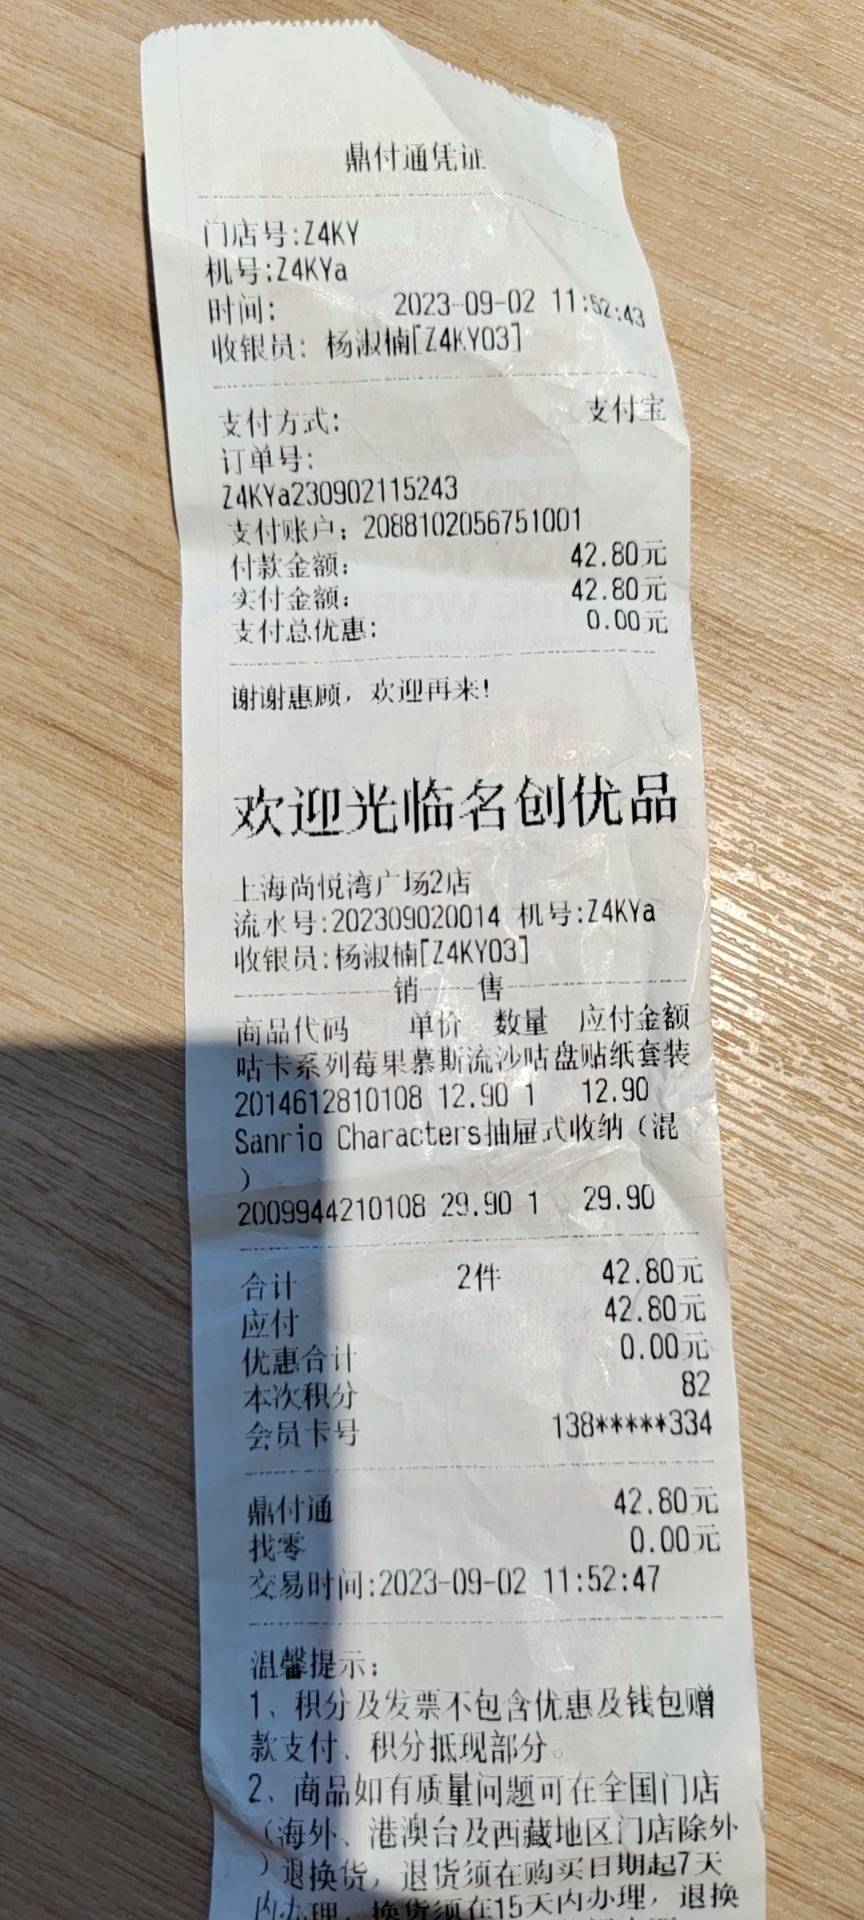 鼎付通凭证
门店号:Z4KY
机号:Z4KYa
时间: 2023-09-02 11:52:43
收银员: 杨淑楠[Z4KY03]
支付方式: 支付宝
订单号:
Z4KYa230902115243
支付账户: 2088102056751001
付款金额: 42.80元
实付金额: 42.80元
支付总优惠: 0.00元
谢谢惠顾，欢迎再来!
欢迎光临名创优品
上海尚悦湾广场2店
流水号:202309020014 机号:Z4KYa
收银员:杨淑楠[Z4KY03]
销 售
商品代码 单价 数量 应付金额
咕卡系列莓果慕斯流沙咕盘贴纸套装
2014612810108 12.90 1 12.90
Sanrio Characters抽屉式收纳（混
）
2009944210108 29.90 1 29.90
合计 2件 42.80元
应付 42.80元
优惠合计 0.00元
本次积分 82
会员卡号 138*****334
鼎付通 42.80元
找零 0.00元
交易时间:2023-09-02 11:52:47
温馨提示:
1、积分及发票不包含优惠及钱包赠
款支付、积分抵现部分。
2、商品如有质量问题可在全国门店
（海外、港澳台及西藏地区门店除外
）退换货，退货须在购买日期起7天
内办理，换货须在15天内办理，退换